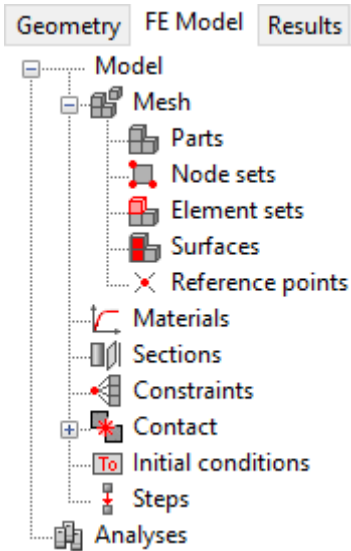 Geometry FE Model Results
Model
Mesh
Parts
Node sets
Element sets
Surfaces
Reference points
Materials
Sections
Constraints
Contact
To Initial conditions
Steps
Analyses